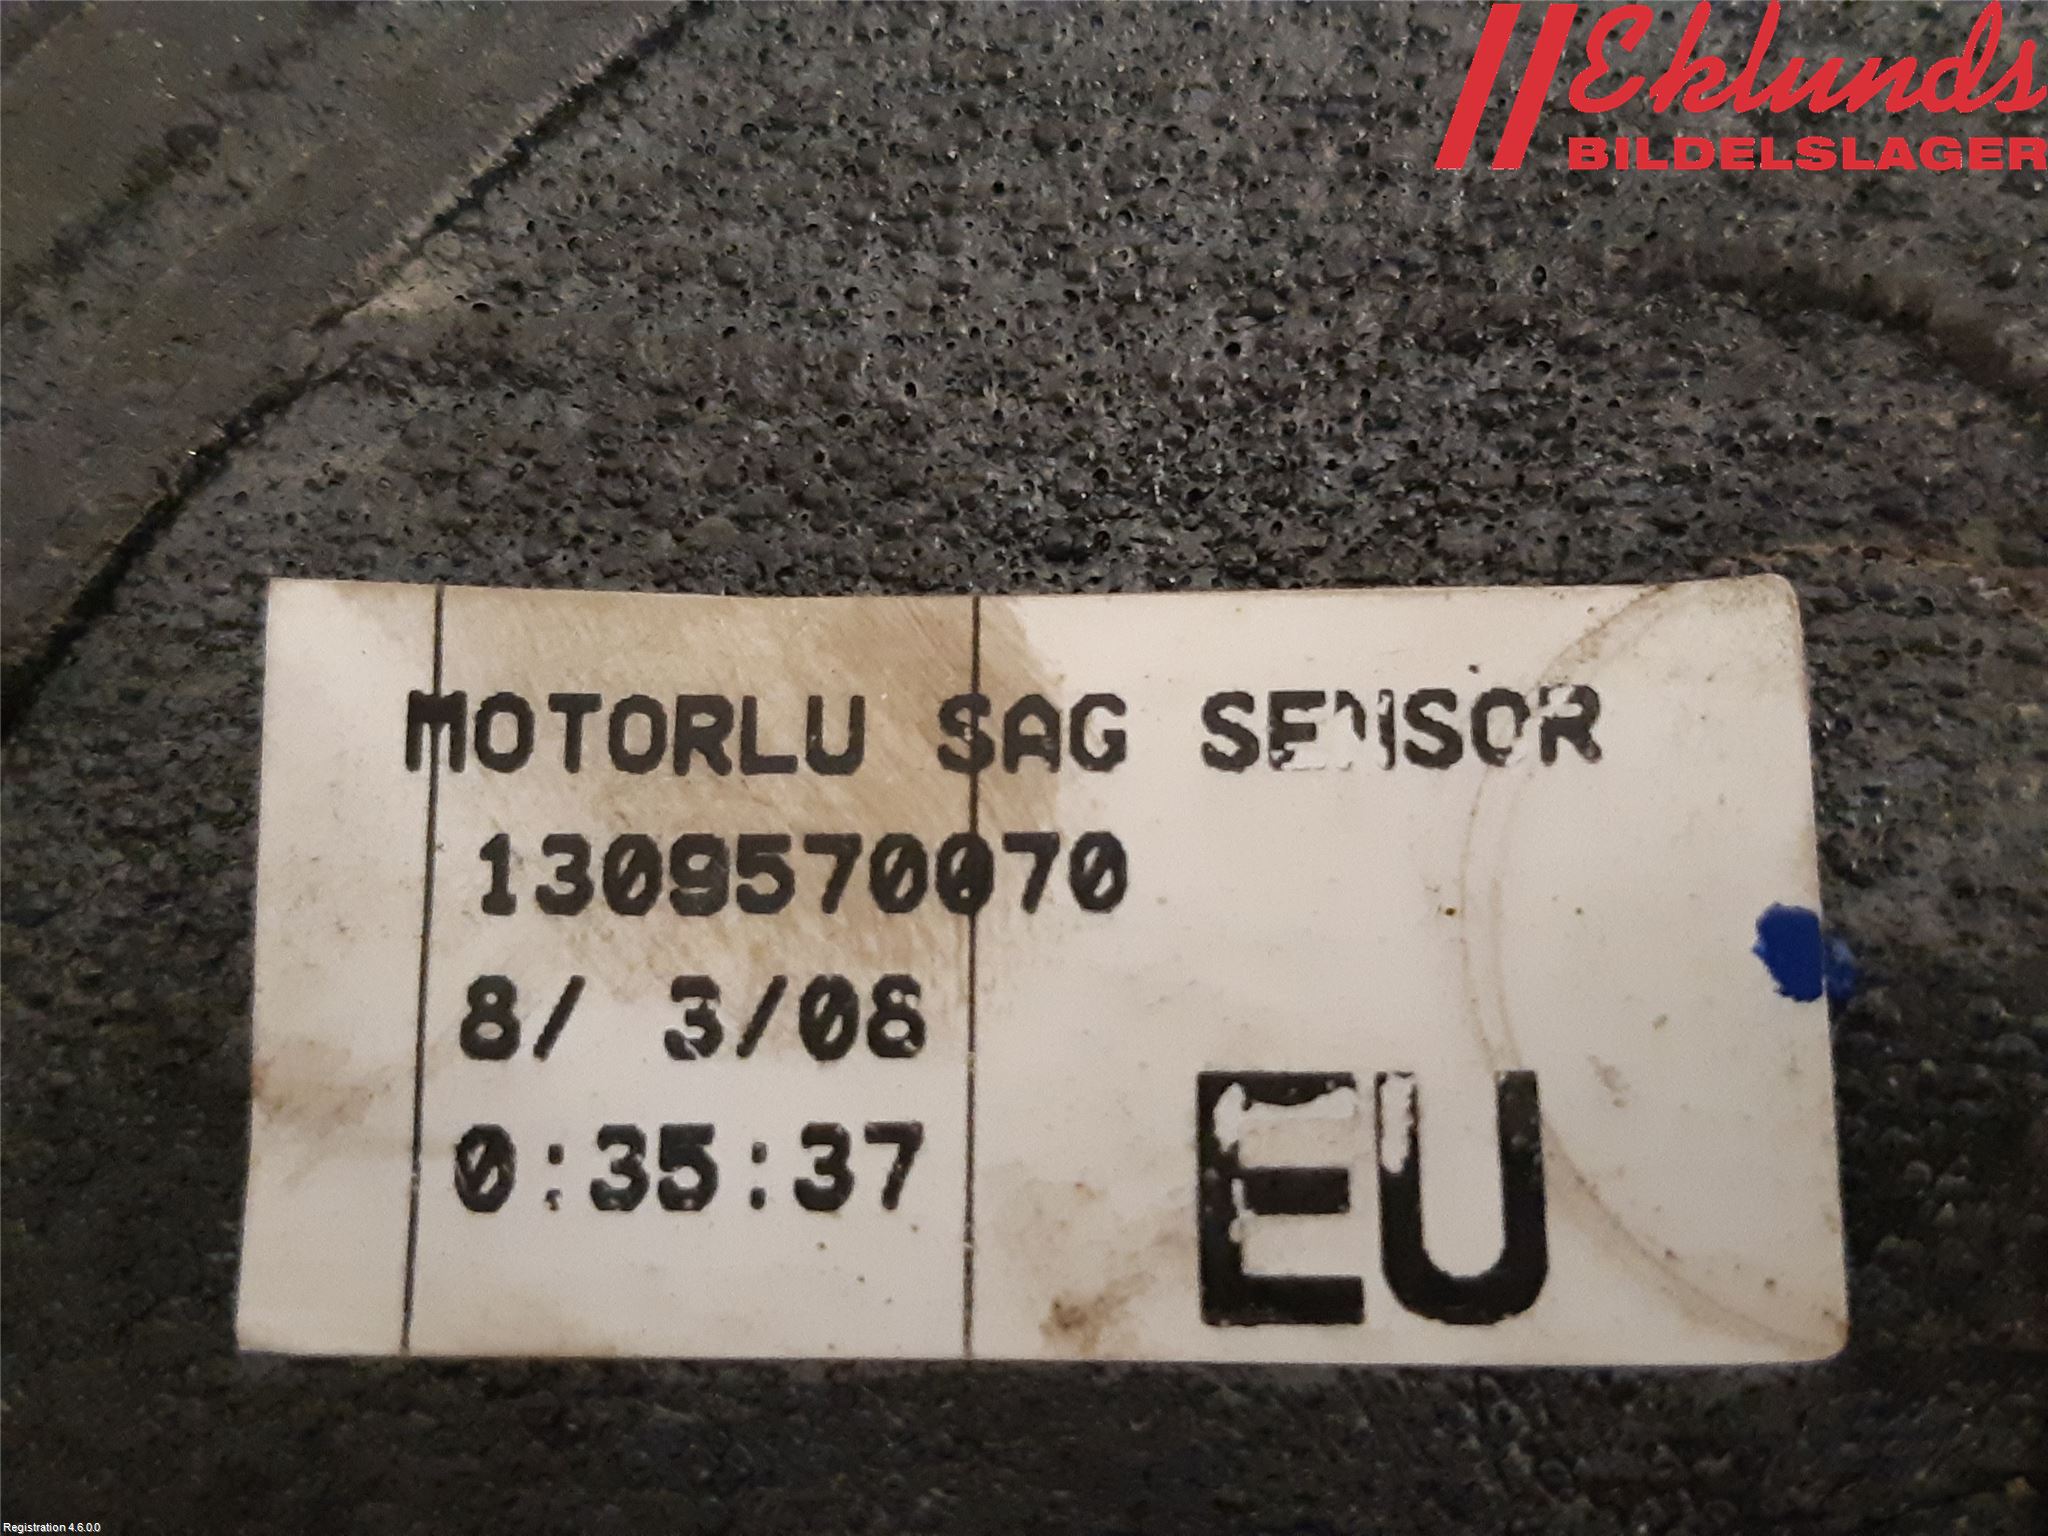 Eklunds
BILDELSLAGER
MOTORLU SAG SENSOR
1309570070
8/ 3/08
0:35:37
EU
Registration 4.6.0.0